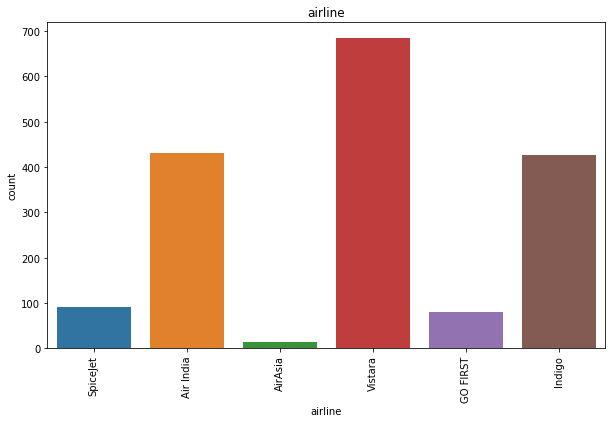 airline
700
600
500
400
300
200
100
0
count
SpiceJet
Air India
AirAsia
Vistara
GO FIRST
Indigo
airline